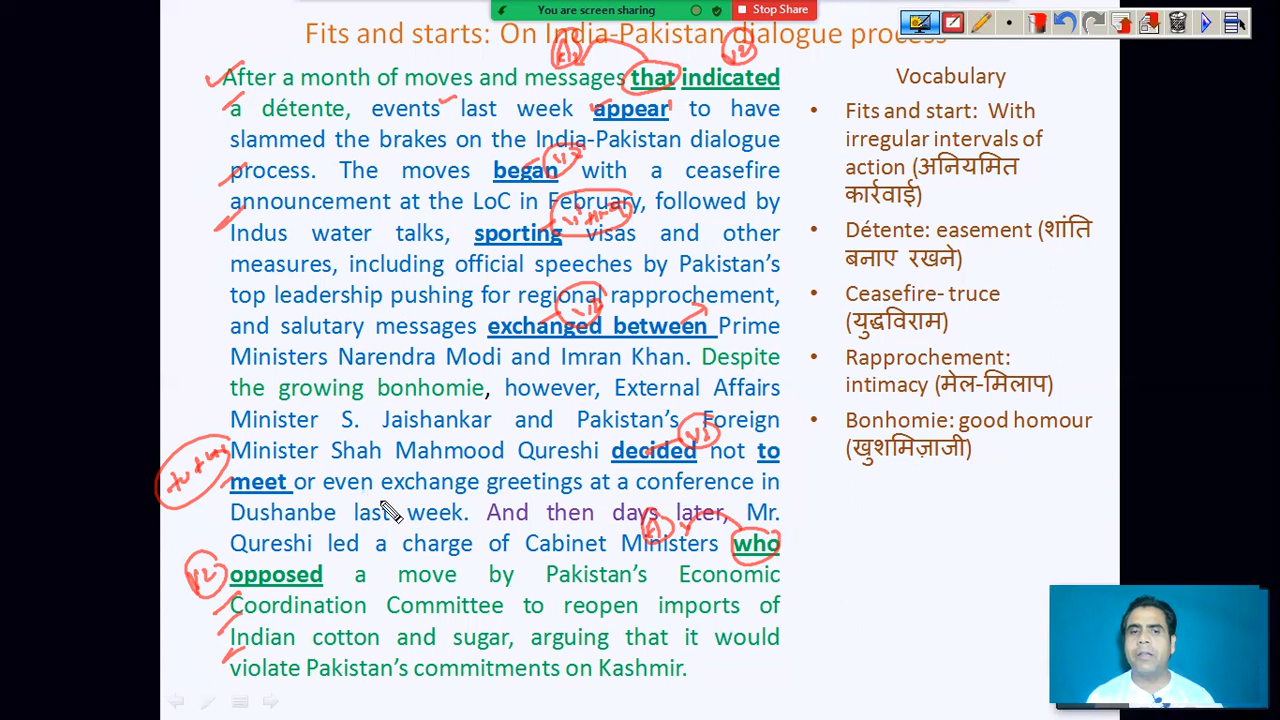 You are screen sharing
Stop Share
Fits and starts: On India-Pakistan dialogue process
After a month of moves and messages that indicated
a détente, events last week appear to have
slammed the brakes on the India-Pakistan dialogue
process. The moves began with a ceasefire
announcement at the LoC in February, followed by
Indus water talks, sporting visas and other
measures, including official speeches by Pakistan's
top leadership pushing for regional rapprochement,
and salutary messages exchanged between Prime
Ministers Narendra Modi and Imran Khan. Despite
the growing bonhomie, however, External Affairs
Minister S. Jaishankar and Pakistan's Foreign
Minister Shah Mahmood Qureshi decided not to
meet or even exchange greetings at a conference in
Dushanbe last week. And then days later, Mr.
Qureshi led a charge of Cabinet Ministers who
opposed a move by Pakistan's Economic
Coordination Committee to reopen imports of
Indian cotton and sugar, arguing that it would
violate Pakistan's commitments on Kashmir.
V2
V2
Vocabulary
• Fits and start: With
irregular intervals of
action (अनियमित
कार्रवाई)
• Détente: easement (शांति
बनाए रखने)
• Ceasefire- truce
(युद्धविराम)
• Rapprochement:
intimacy (मेल-मिलाप)
• Bonhomie: good homour
(खुशमिज़ाजी)